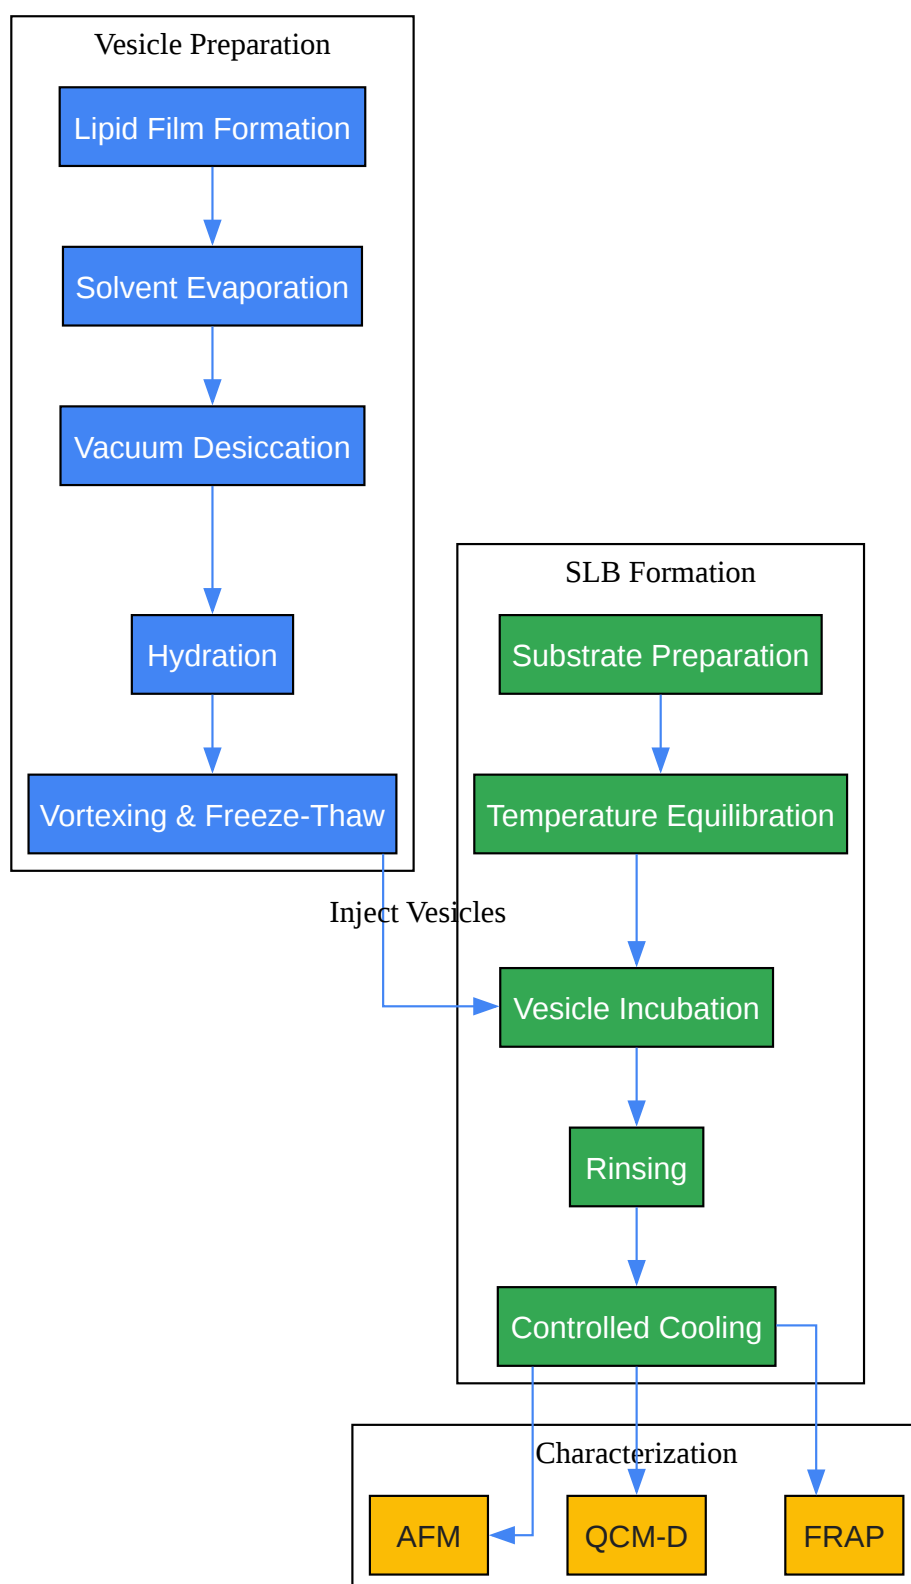 Vesicle Preparation
Lipid Film Formation
Solvent Evaporation
Vacuum Desiccation
Hydration
Vortexing & Freeze-Thaw
Inject Vesicles
SLB Formation
Substrate Preparation
Temperature Equilibration
Vesicle Incubation
Rinsing
Controlled Cooling
Characterization
AFM
QCM-D
FRAP